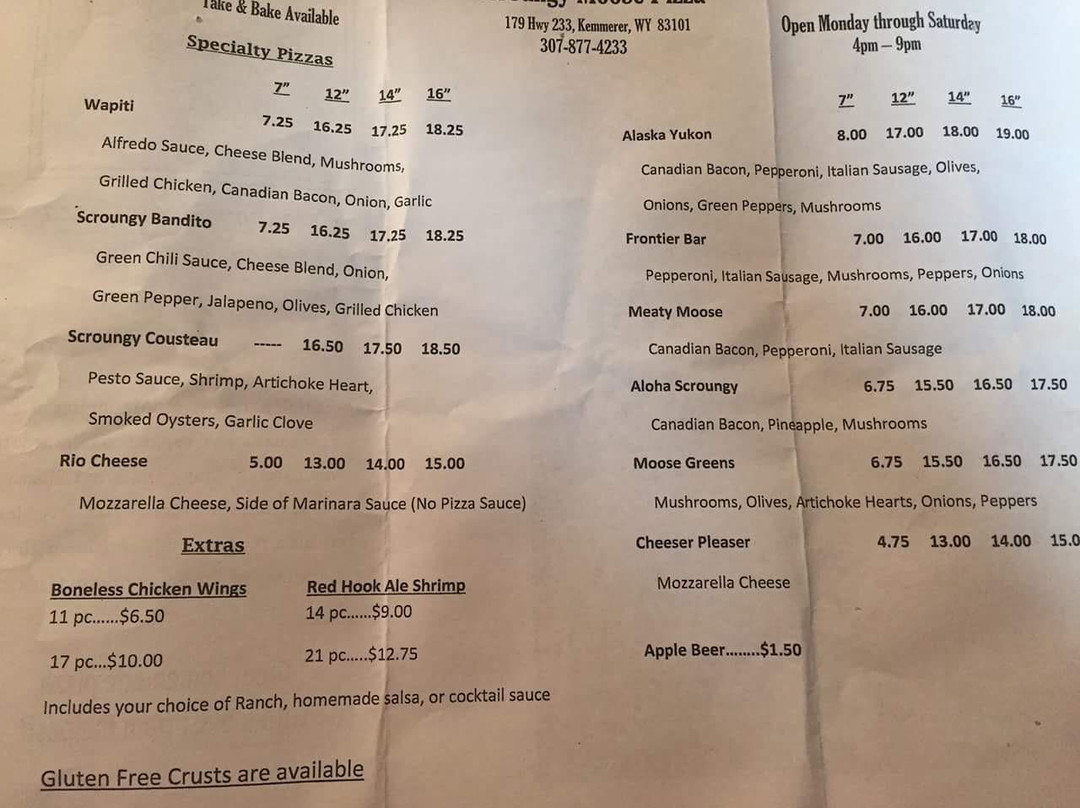 Take & Bake Available
Specialty Pizzas
7" 12" 14" 16"
Wapiti 7.25 16.25 17.25 18.25
Alfredo Sauce, Cheese Blend, Mushrooms,
Grilled Chicken, Canadian Bacon, Onion, Garlic
Scroungy Bandito 7.25 16.25 17.25 18.25
Green Chili Sauce, Cheese Blend, Onion,
Green Pepper, Jalapeno, Olives, Grilled Chicken
Scroungy Cousteau ----- 16.50 17.50 18.50
Pesto Sauce, Shrimp, Artichoke Heart,
Smoked Oysters, Garlic Clove
Rio Cheese 5.00 13.00 14.00 15.00
Mozzarella Cheese, Side of Marinara Sauce (No Pizza Sauce)
Extras
Boneless Chicken Wings
11 pc......$6.50
17 pc...$10.00
Red Hook Ale Shrimp
14 pc......$9.00
21 pc.....$12.75
Includes your choice of Ranch, homemade salsa, or cocktail sauce
Gluten Free Crusts are available
179 Hwy 233, Kemmerer, WY 83101
307-877-4233
Open Monday through Saturday
4pm – 9pm
7" 12" 14" 16"
Alaska Yukon 8.00 17.00 18.00 19.00
Canadian Bacon, Pepperoni, Italian Sausage, Olives,
Onions, Green Peppers, Mushrooms
Frontier Bar 7.00 16.00 17.00 18.00
Pepperoni, Italian Sausage, Mushrooms, Peppers, Onions
Meaty Moose 7.00 16.00 17.00 18.00
Canadian Bacon, Pepperoni, Italian Sausage
Aloha Scroungy 6.75 15.50 16.50 17.50
Canadian Bacon, Pineapple, Mushrooms
Moose Greens 6.75 15.50 16.50 17.50
Mushrooms, Olives, Artichoke Hearts, Onions, Peppers
Cheeser Pleaser 4.75 13.00 14.00 15.0
Mozzarella Cheese
Apple Beer........$1.50